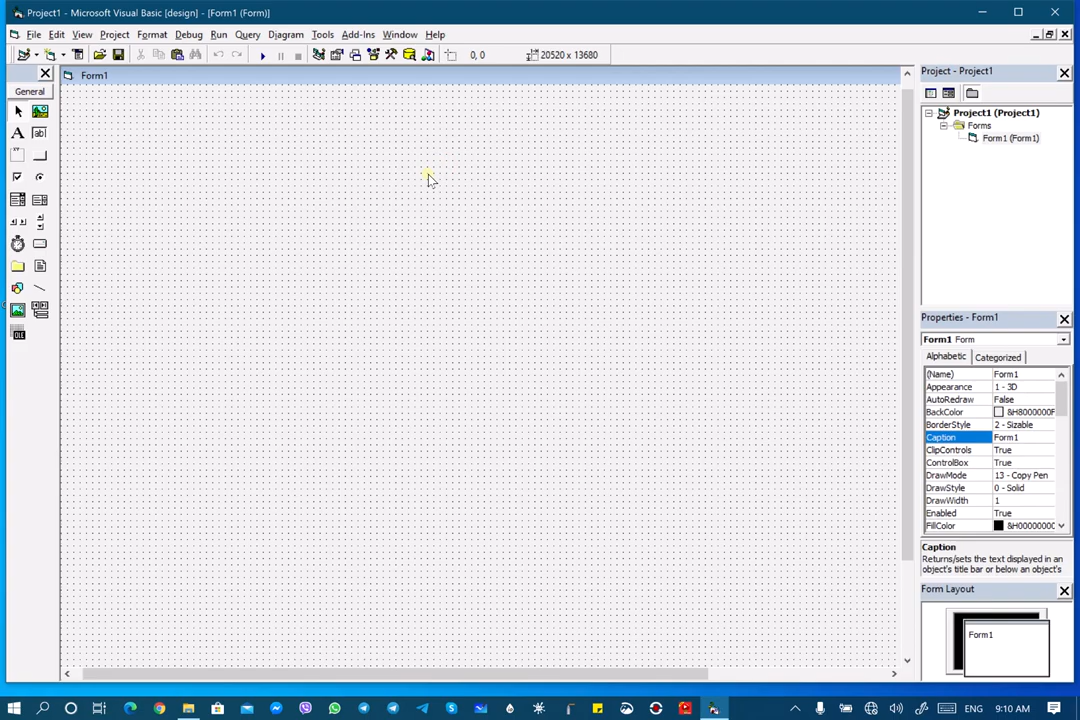 Project1 - Microsoft Visual Basic [design] - [Form1 (Form)]
File Edit View Project Format Debug Run Query Diagram Tools Add-Ins Window Help
0, 0 20520 x 13680
General
Form1
Project - Project1
Project1 (Project1)
Forms
Form1 (Form1)
Properties - Form1
Form1 Form
Alphabetic Categorized
(Name) Form1
Appearance 1 - 3D
AutoRedraw False
BackColor &H8000000F
BorderStyle 2 - Sizable
Caption Form1
ClipControls True
ControlBox True
DrawMode 13 - Copy Pen
DrawStyle 0 - Solid
DrawWidth 1
Enabled True
FillColor &H0000000C
Caption
Returns/sets the text displayed in an
object's title bar or below an object's
Form Layout
Form1
ENG 9:10 AM